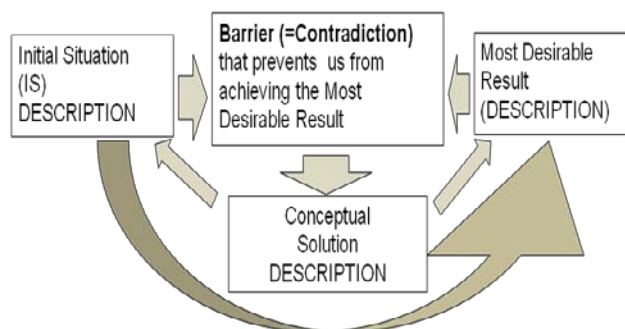 Initial Situation
(IS)
DESCRIPTION
Barrier (=Contradiction)
that prevents us from
achieving the Most
Desirable Result
Most Desirable
Result
(DESCRIPTION)
Conceptual
Solution
DESCRIPTION